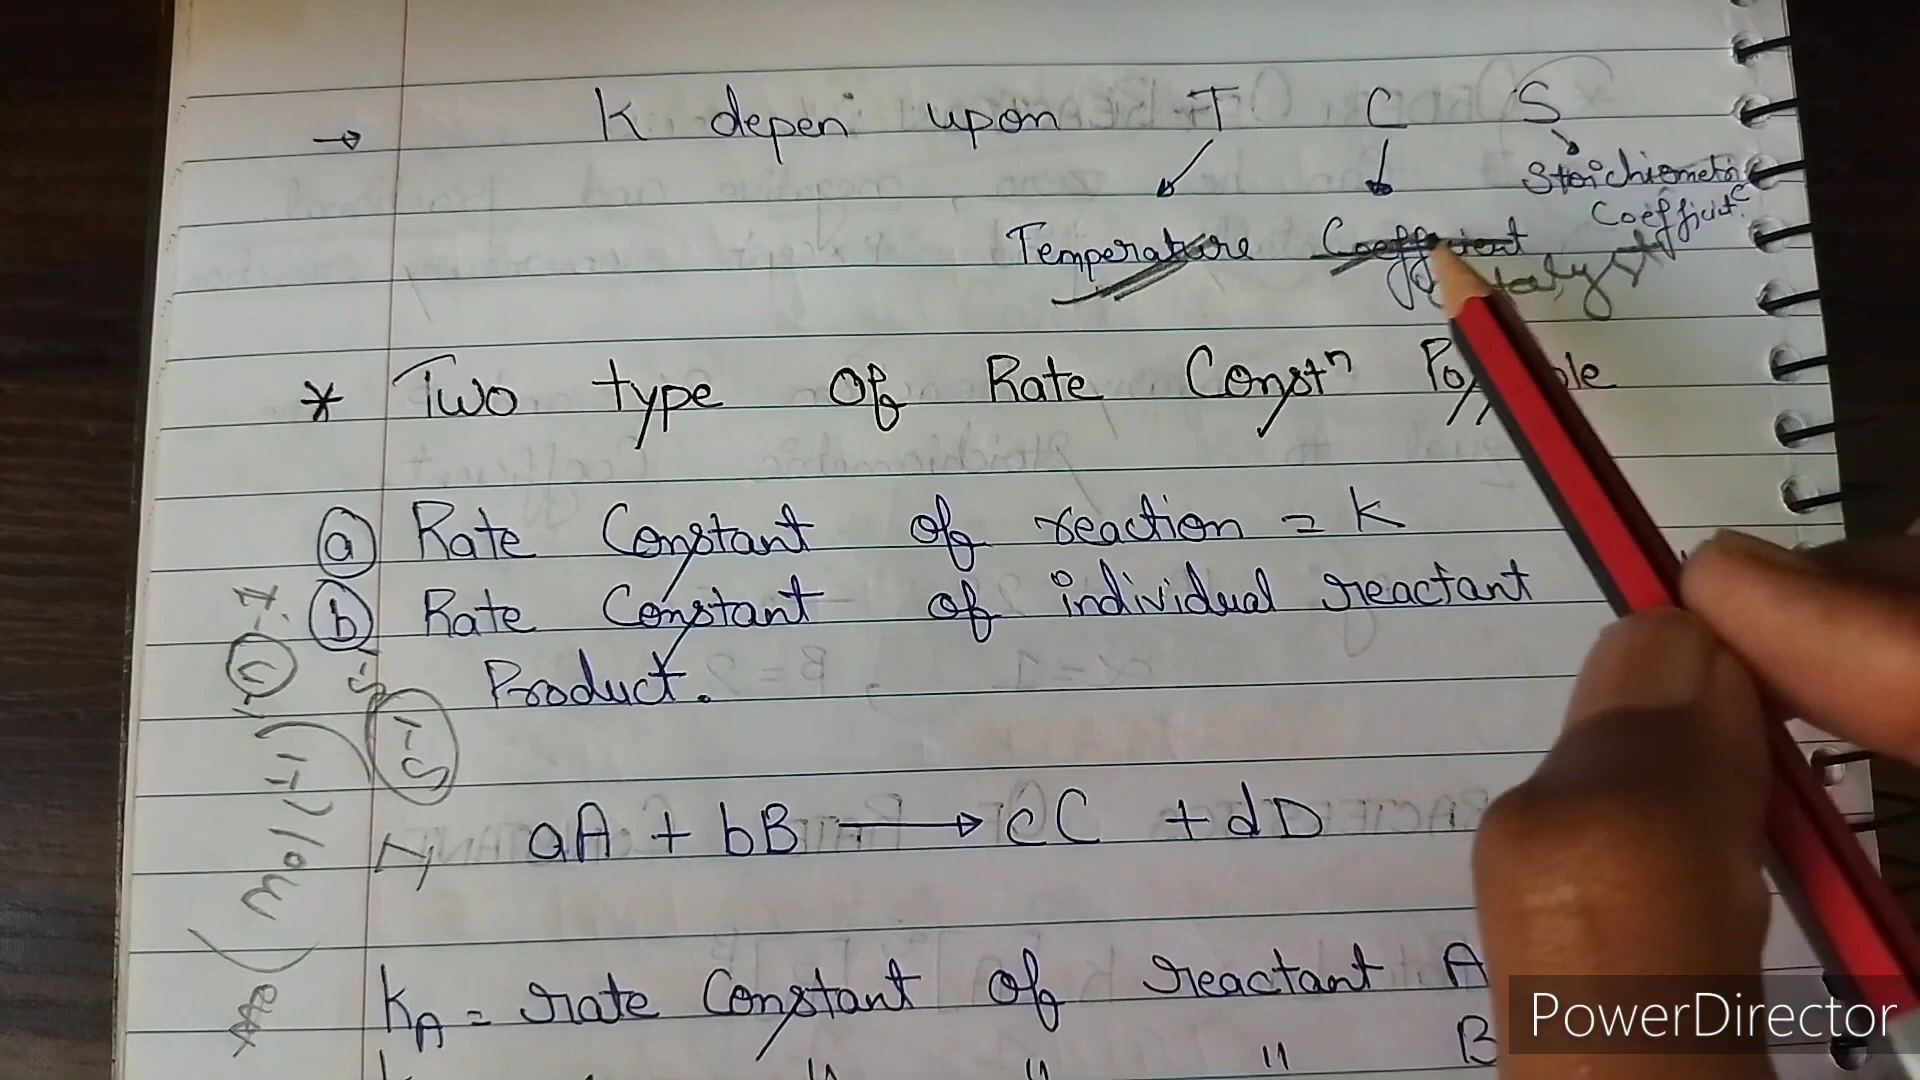 → K depen upon T C S
Stoichiometric
Coefficient
Temperature Coefficient
* Two type of Rate Constn Possible
(a) Rate Constant of reaction = K
(b) Rate Constant of individual reactant
Product.
aA + bB → cC + dD
KA = rate Constant of reactant A
" " " B
(mol/L)
PowerDirector